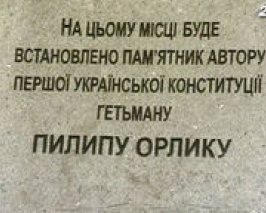 На цьому місці буде
встановлено пам'ятник автору
першої української конституції
гетьману
ПИЛИПУ ОРЛИКУ